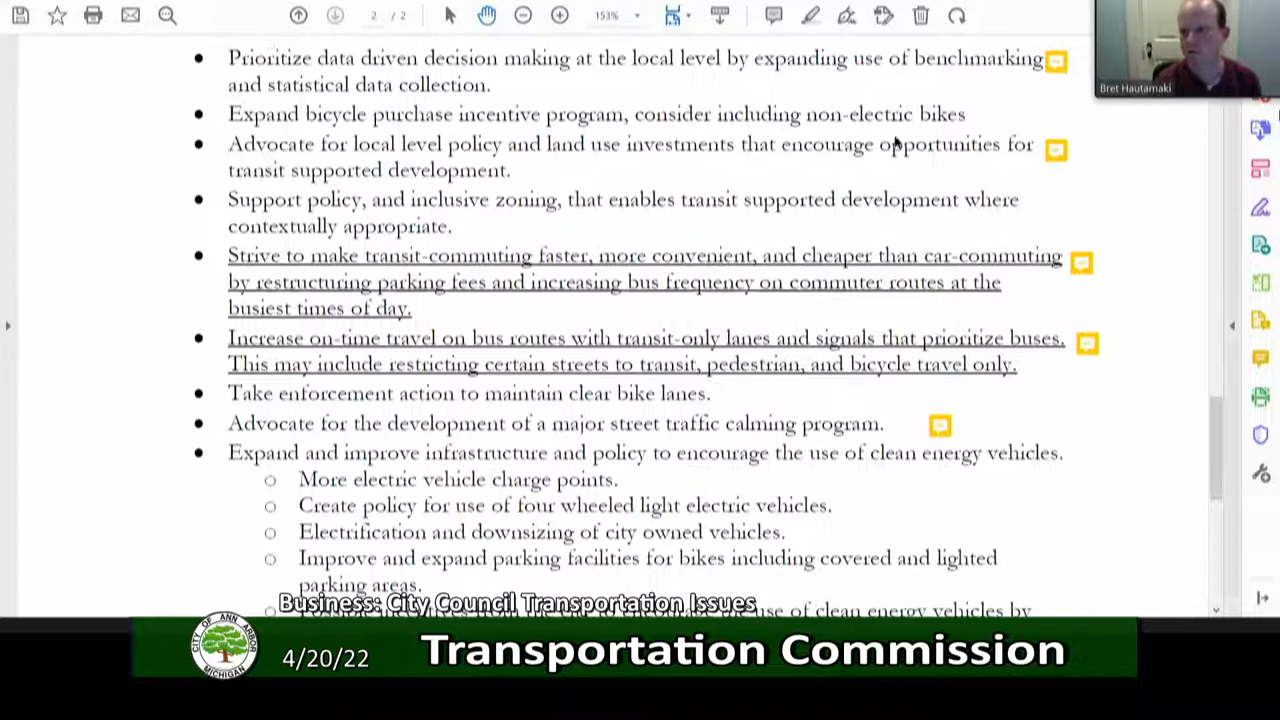 2 / 2
153%
Bret Hautamaki
Prioritize data driven decision making at the local level by expanding use of benchmarking
and statistical data collection.
Expand bicycle purchase incentive program, consider including non-electric bikes
Advocate for local level policy and land use investments that encourage opportunities for
transit supported development.
Support policy, and inclusive zoning, that enables transit supported development where
contextually appropriate.
Strive to make transit-commuting faster, more convenient, and cheaper than car-commuting
by restructuring parking fees and increasing bus frequency on commuter routes at the
busiest times of day.
Increase on-time travel on bus routes with transit-only lanes and signals that prioritize buses.
This may include restricting certain streets to transit, pedestrian, and bicycle travel only.
Take enforcement action to maintain clear bike lanes.
Advocate for the development of a major street traffic calming program.
Expand and improve infrastructure and policy to encourage the use of clean energy vehicles.
More electric vehicle charge points.
Create policy for use of four wheeled light electric vehicles.
Electrification and downsizing of city owned vehicles.
Improve and expand parking facilities for bikes including covered and lighted
parking areas.
use of clean energy vehicles by
Business: City Council Transportation Issues
CITY OF ANN ARBOR
MICHIGAN
4/20/22
Transportation Commission